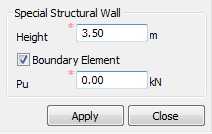 Special Structural Wall
Height * 3.50 m
Boundary Element
Pu * 0.00 kN
Apply Close